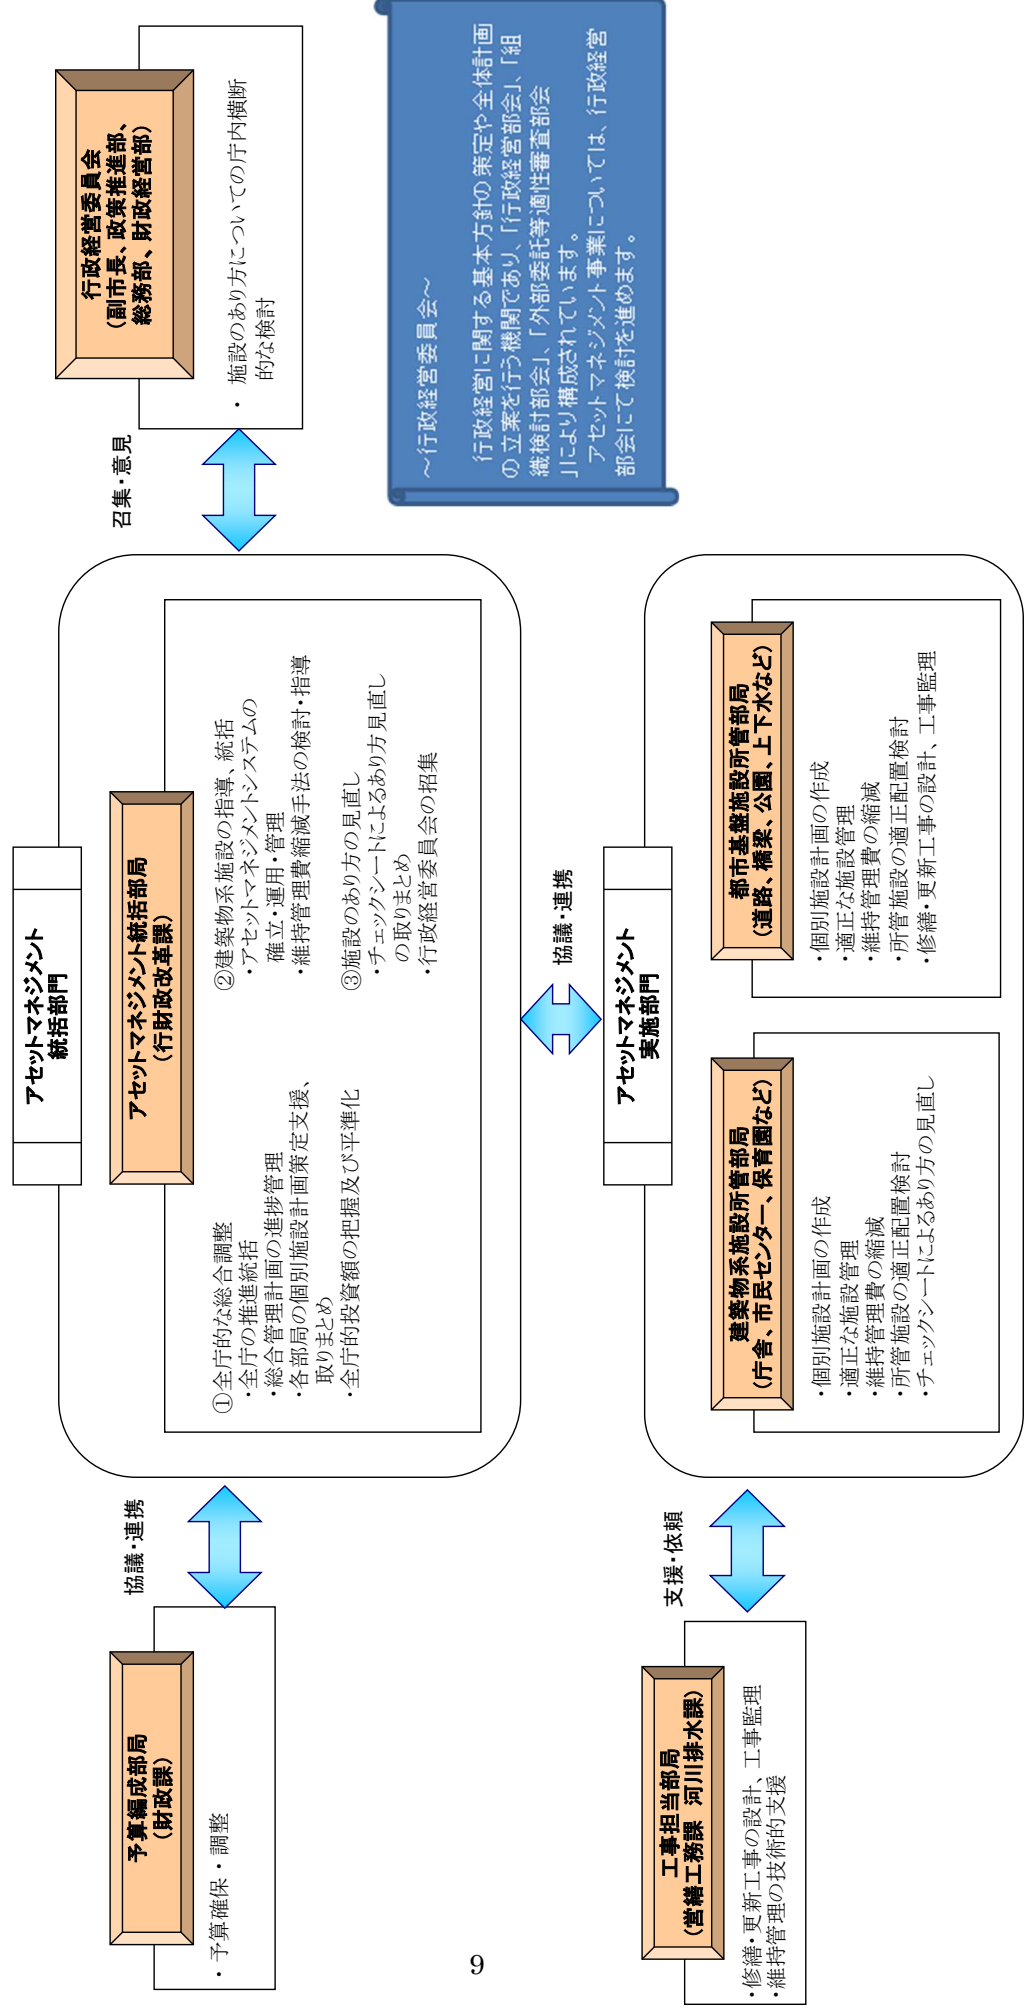 予算編成部局
(財政課)
・予算確保・調整
協議・連携
アセットマネジメント
統括部門
アセットマネジメント統括部局
(行財政改革課)
①全庁的な総合調整
・全庁の推進統括
・総合管理計画の進捗管理
・各部局の個別施設計画策定支援、
取りまとめ
・全庁的投資額の把握及び平準化
②建築物系施設の指導、統括
・アセットマネジメントシステムの
確立・運用・管理
・維持管理費縮減手法の検討・指導
③施設のあり方の見直し
・チェックシートによるあり方見直し
の取りまとめ
・行政経営委員会の招集
召集・意見
行政経営委員会
(副市長、政策推進部、
総務部、財政経営部)
・ 施設のあり方についての庁内横断
的な検討
~行政経営委員会~
行政経営に関する基本方針の策定や全体計画
の立案を行う機関であり、「行政経営部会」、「組
織検討部会」、「外部委託等適性審査部会
」により構成されています。
アセットマネジメント事業については、行政経営
部会にて検討を進めます。
協議・連携
工事担当部局
(営繕工務課 河川排水課)
・修繕・更新工事の設計、工事監理
・維持管理の技術的支援
支援・依頼
アセットマネジメント
実施部門
建築物系施設所管部局
(庁舎、市民センター、保育園など)
・個別施設計画の作成
・適正な施設管理
・維持管理費の縮減
・所管施設の適正配置検討
・チェックシートによるあり方の見直し
都市基盤施設所管部局
(道路、橋梁、公園、上下水など)
・個別施設計画の作成
・適正な施設管理
・維持管理費の縮減
・所管施設の適正配置検討
・修繕・更新工事の設計、工事監理
9